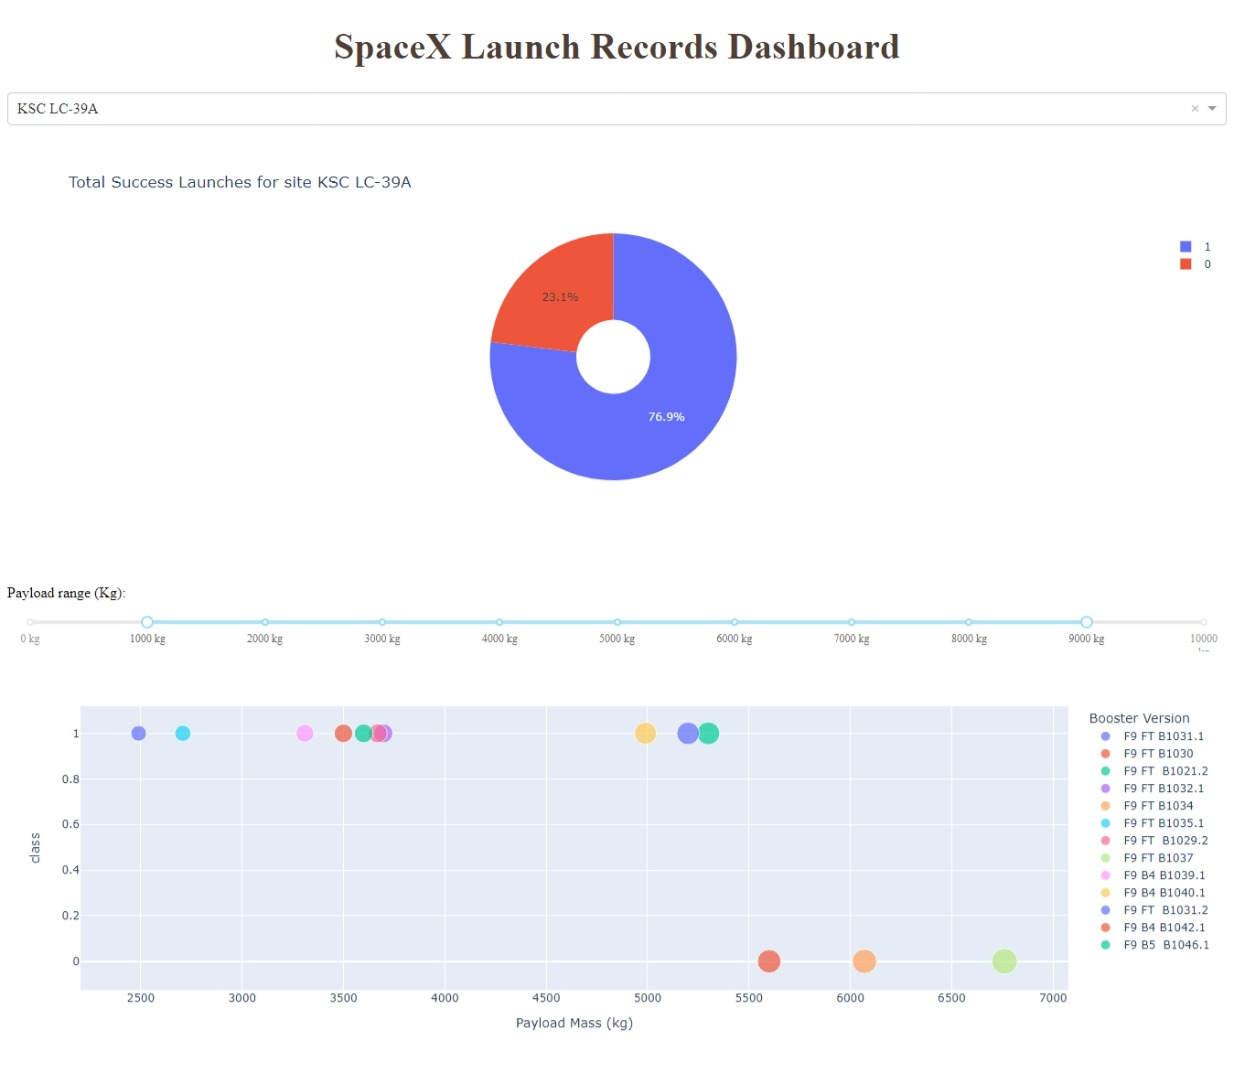 SpaceX Launch Records Dashboard
KSC LC-39A
Total Success Launches for site KSC LC-39A
1
0
23.1%
76.9%
Payload range (Kg):
0 kg 1000 kg 2000 kg 3000 kg 4000 kg 5000 kg 6000 kg 7000 kg 8000 kg 9000 kg 10000
Booster Version
F9 FT B1031.1
F9 FT B1030
F9 FT  B1021.2
F9 FT B1032.1
F9 FT B1034
F9 FT B1035.1
F9 FT  B1029.2
F9 FT B1037
F9 B4 B1039.1
F9 B4 B1040.1
F9 FT  B1031.2
F9 B4 B1042.1
F9 B5  B1046.1
1
0.8
0.6
0.4
0.2
0
class
2500 3000 3500 4000 4500 5000 5500 6000 6500 7000
Payload Mass (kg)